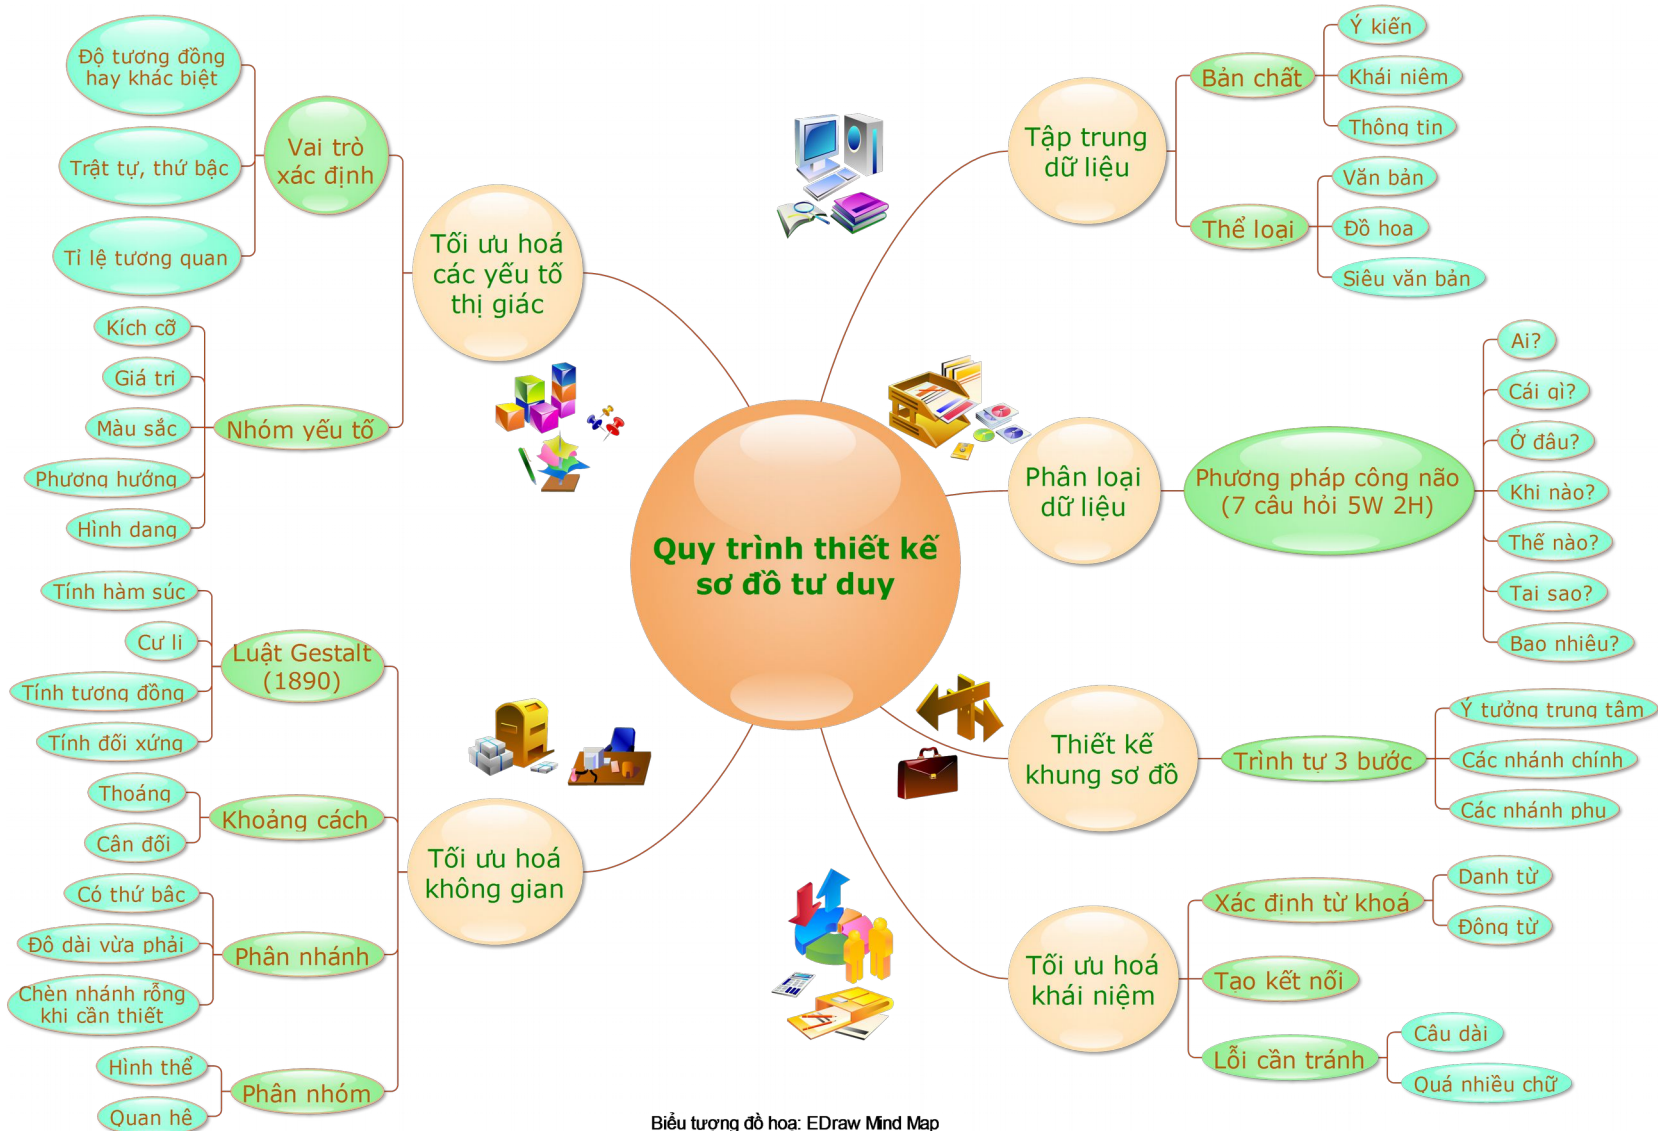 Quy trình thiết kế
sơ đồ tư duy
Tập trung
dữ liệu
Bản chất
Ý kiến
Khái niệm
Thông tin
Thể loại
Văn bản
Đồ hoạ
Siêu văn bản
Phân loại
dữ liệu
Phương pháp công não
(7 câu hỏi 5W 2H)
Ai?
Cái gì?
Ở đâu?
Khi nào?
Thế nào?
Tại sao?
Bao nhiêu?
Thiết kế
khung sơ đồ
Trình tự 3 bước
Ý tưởng trung tâm
Các nhánh chính
Các nhánh phụ
Tối ưu hoá
khái niệm
Xác định từ khoá
Danh từ
Động từ
Tạo kết nối
Lỗi cần tránh
Câu dài
Quá nhiều chữ
Tối ưu hoá
các yếu tố
thị giác
Vai trò
xác định
Độ tương đồng
hay khác biệt
Trật tự, thứ bậc
Tỉ lệ tương quan
Nhóm yếu tố
Kích cỡ
Giá trị
Màu sắc
Phương hướng
Hình dạng
Tối ưu hoá
không gian
Luật Gestalt
(1890)
Tính hàm súc
Cự li
Tính tương đồng
Tính đối xứng
Khoảng cách
Thoáng
Cân đối
Phân nhánh
Có thứ bậc
Độ dài vừa phải
Chèn nhánh rỗng
khi cần thiết
Phân nhóm
Hình thể
Quan hệ
Biểu tượng đồ hoạ: EDraw Mind Map